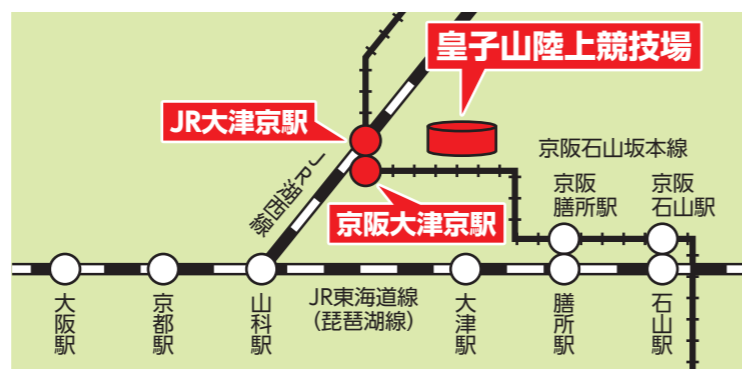 皇子山陸上競技場
JR大津京駅
京阪石山坂本線
京阪
膳所駅
京阪
石山駅
JR湖西線
京阪大津京駅
大阪駅
京都駅
山科駅
JR東海道線
(琵琶湖線)
大津駅
膳所駅
石山駅